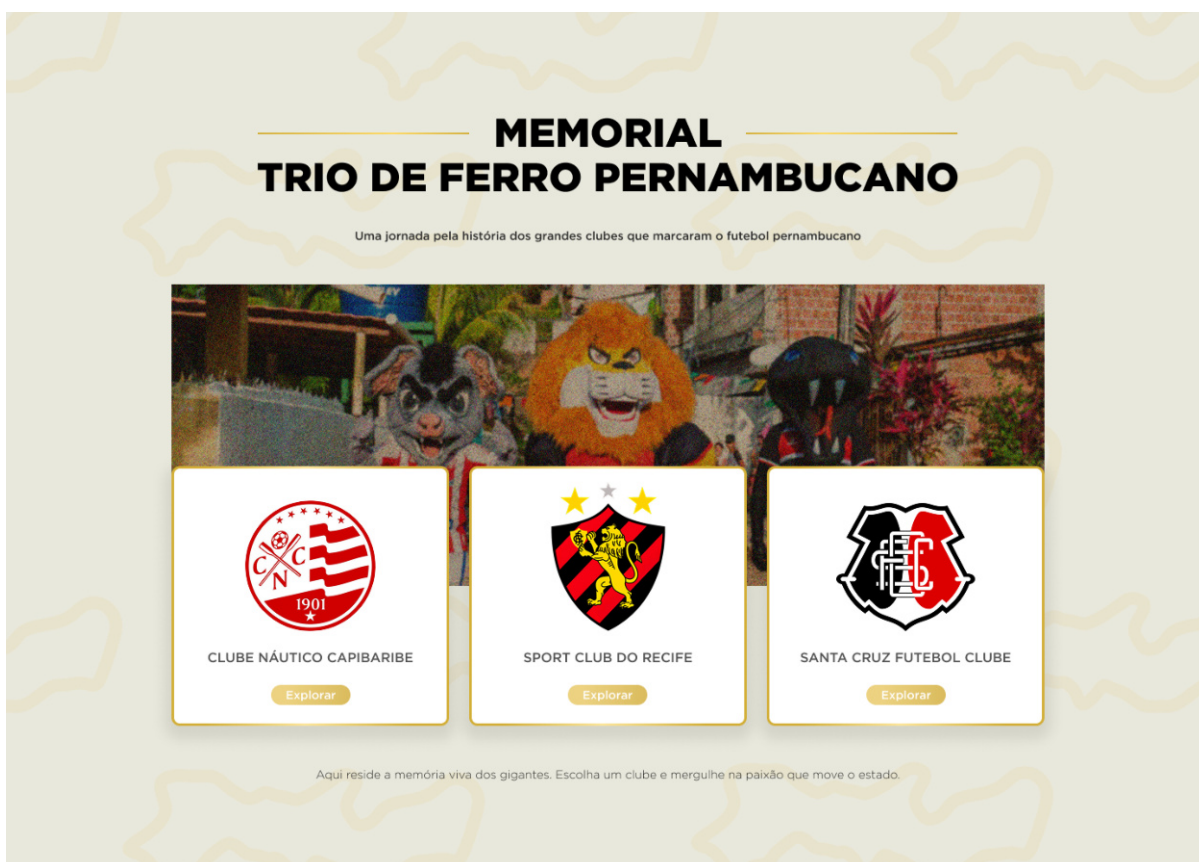 MEMORIAL
TRIO DE FERRO PERNAMBUCANO
Uma jornada pela história dos grandes clubes que marcaram o futebol pernambucano
C N C
1901
CLUBE NÁUTICO CAPIBARIBE
Explorar
SPORT CLUB DO RECIFE
Explorar
SANTA CRUZ FUTEBOL CLUBE
Explorar
Aqui reside a memória viva dos gigantes. Escolha um clube e mergulhe na paixão que move o estado.